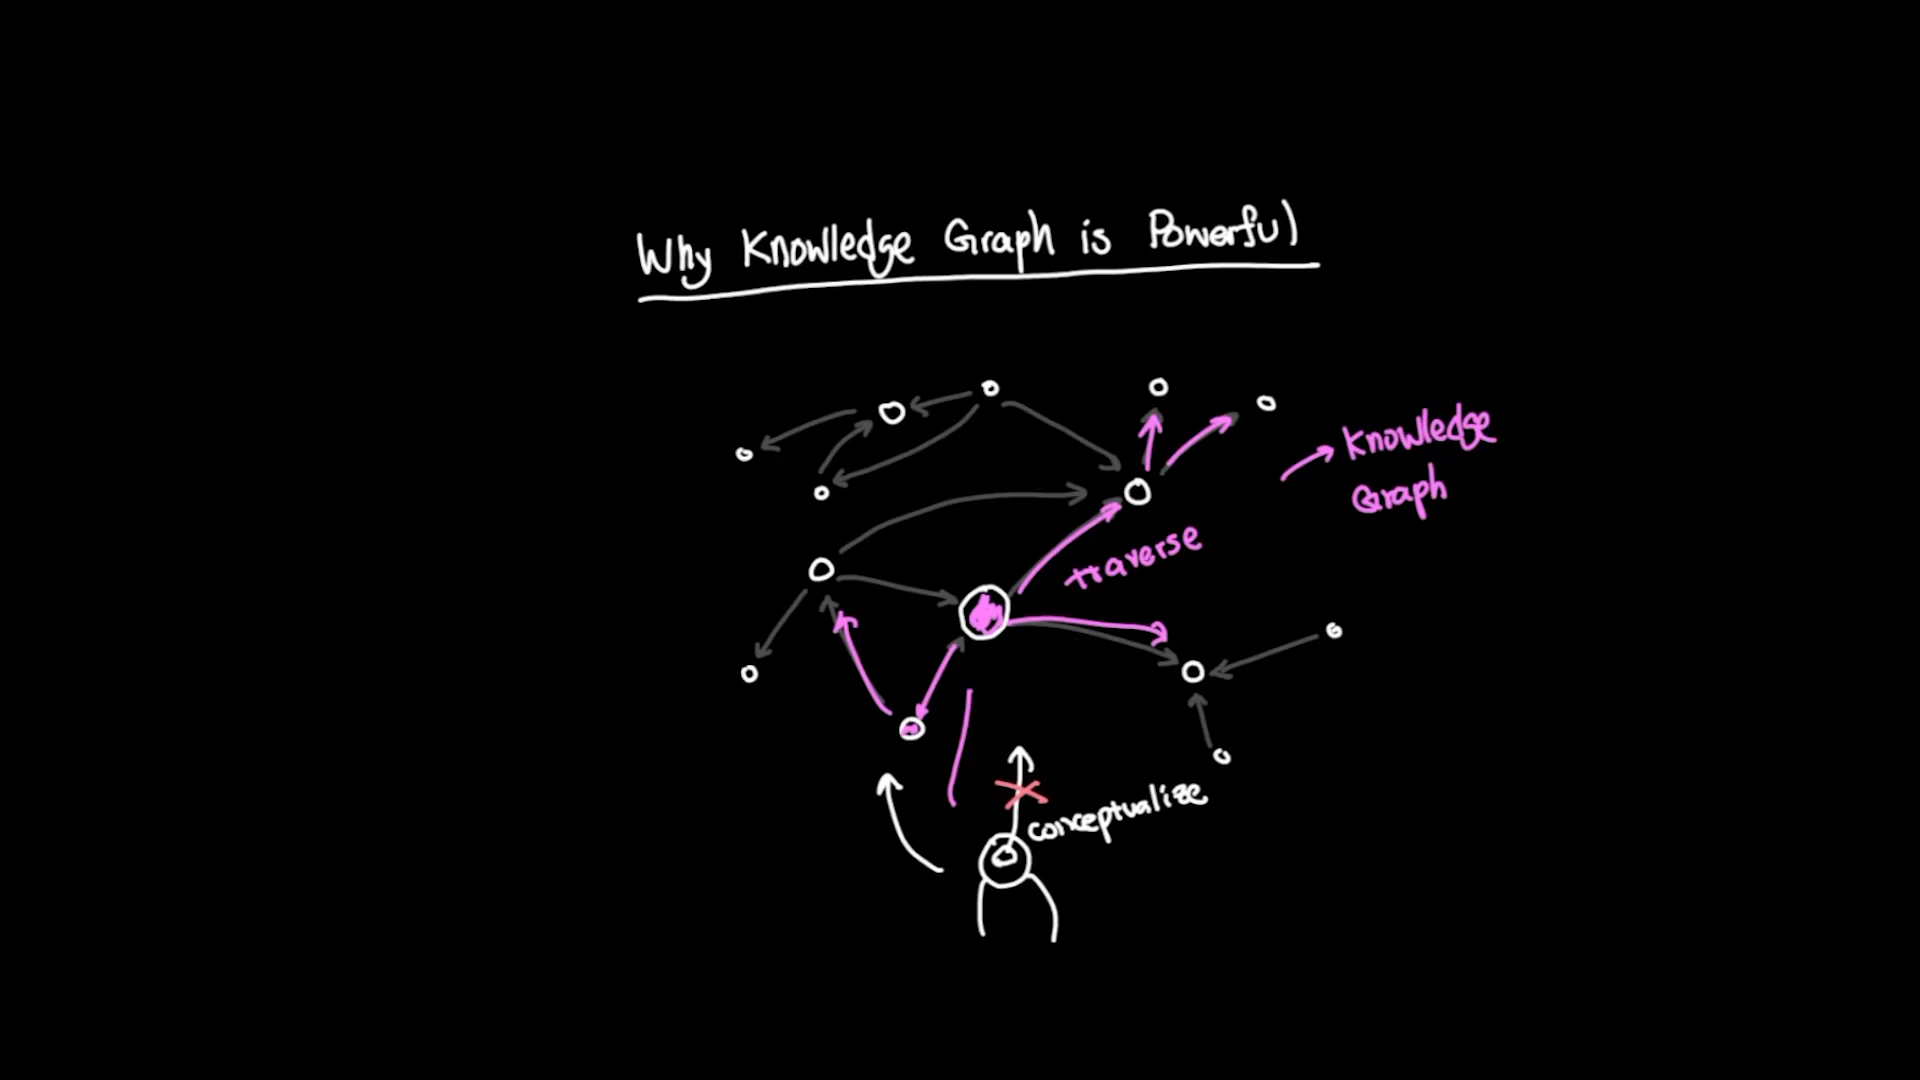 Why Knowledge Graph is Powerful
Knowledge
Graph
traverse
conceptualize